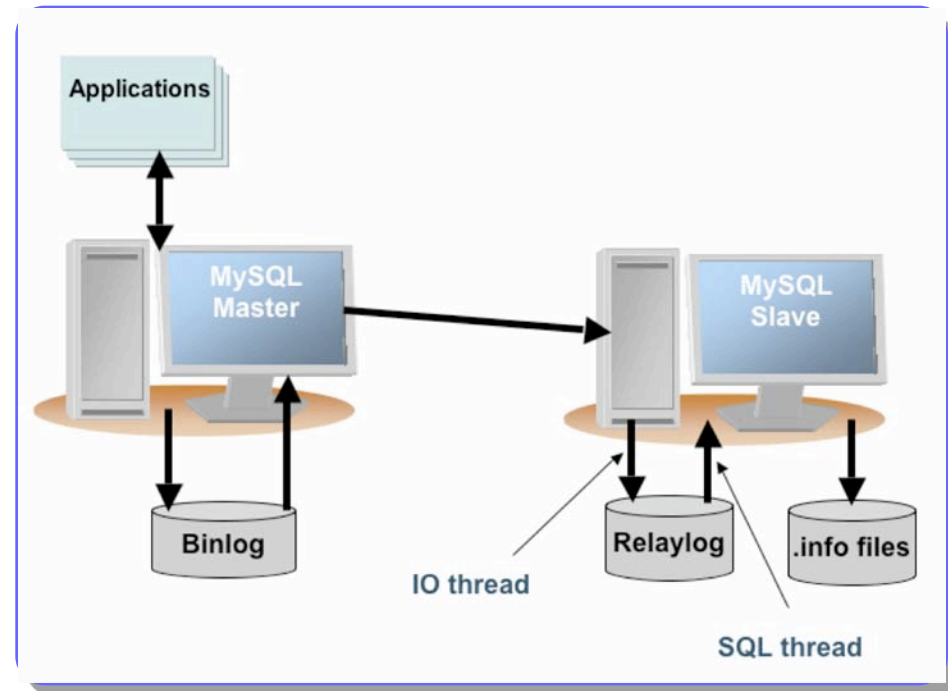 Applications
MySQL
Master
MySQL
Slave
Binlog
Relaylog
.info files
IO thread
SQL thread